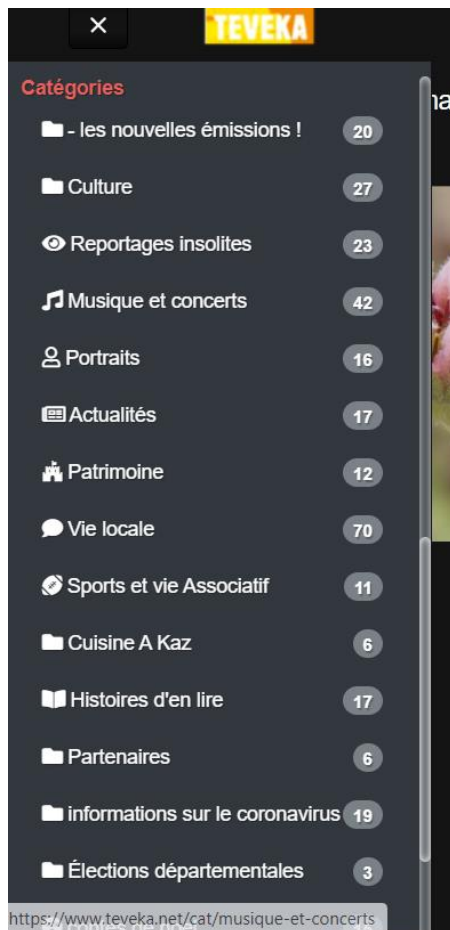 ×
TEVEKA
Catégories
- les nouvelles émissions ! 20
Culture 27
Reportages insolites 23
Musique et concerts 42
Portraits 16
Actualités 17
Patrimoine 12
Vie locale 70
Sports et vie Associatif 11
Cuisine A Kaz 6
Histoires d'en lire 17
Partenaires 6
informations sur le coronavirus 19
Élections départementales 3
https://www.teveka.net/cat/musique-et-concerts